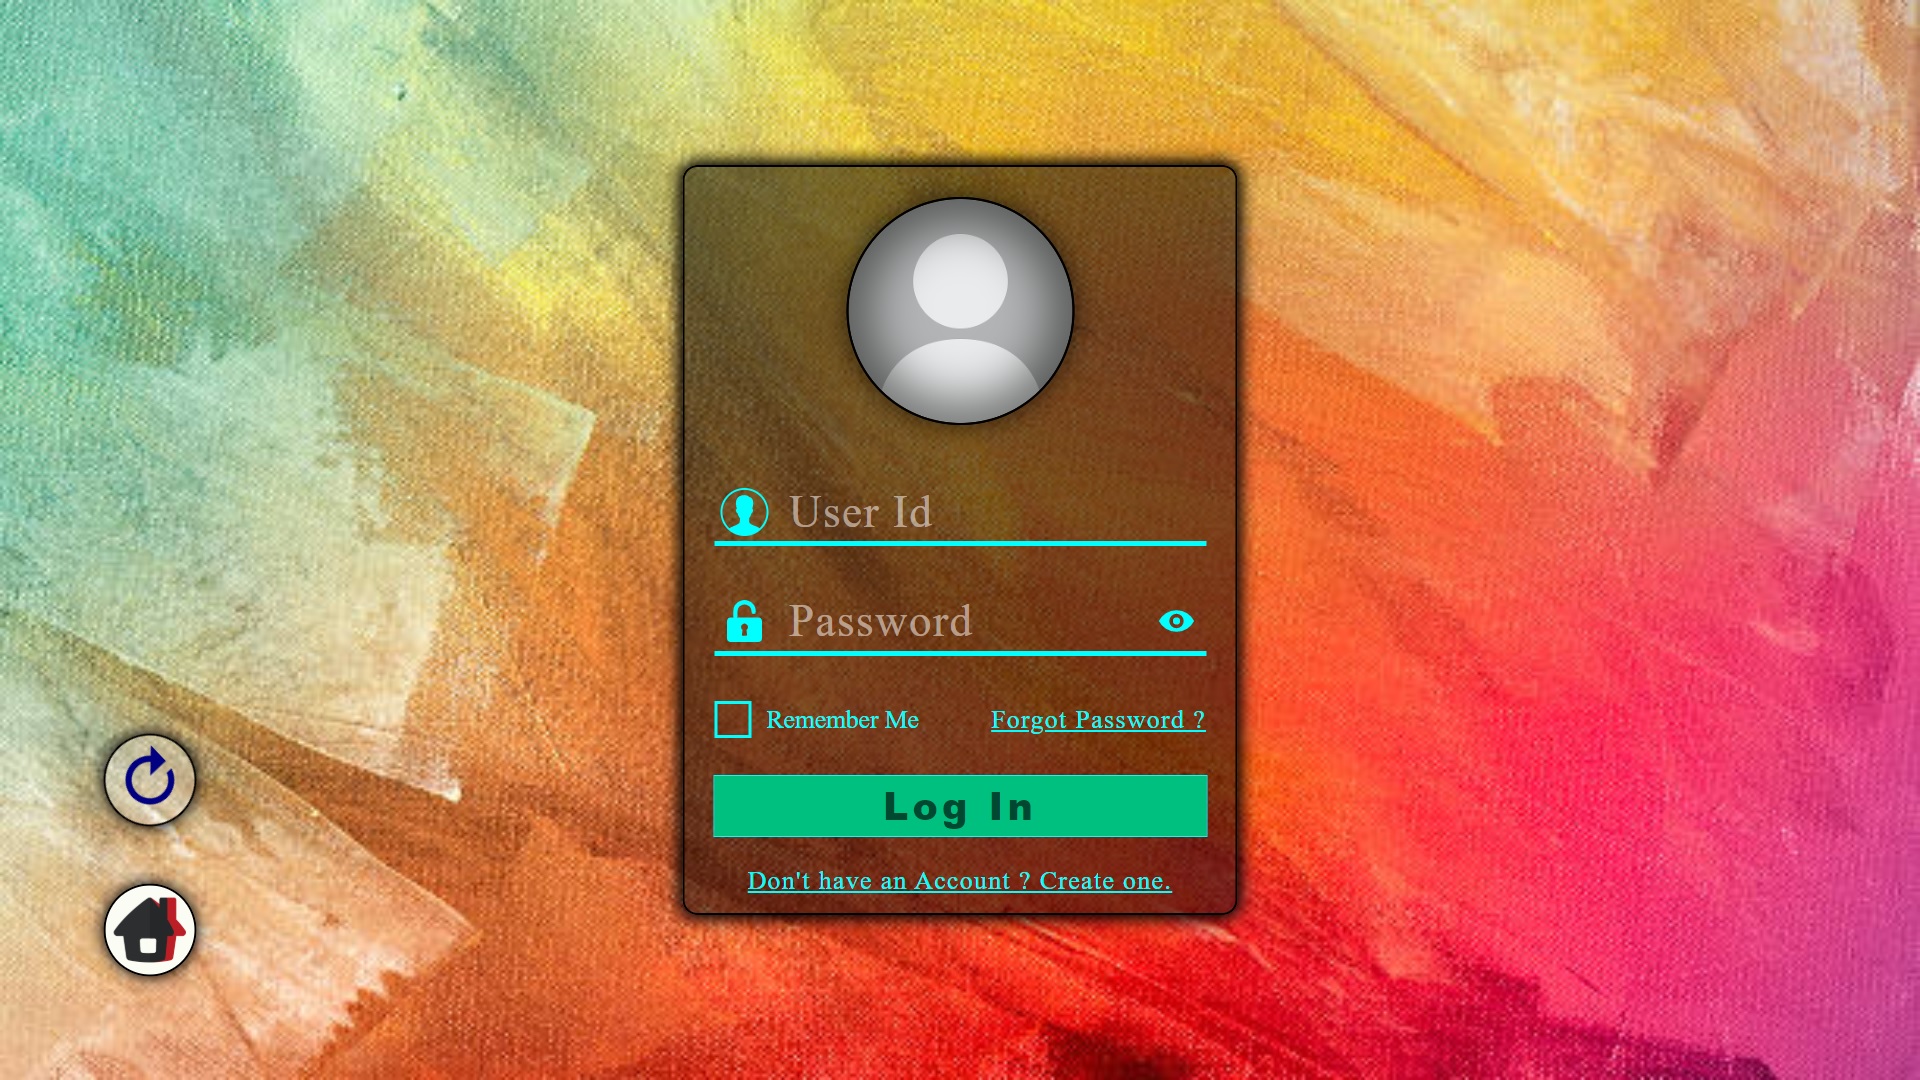 User Id
Password
Remember Me
Forgot Password ?
Log In
Don't have an Account ? Create one.